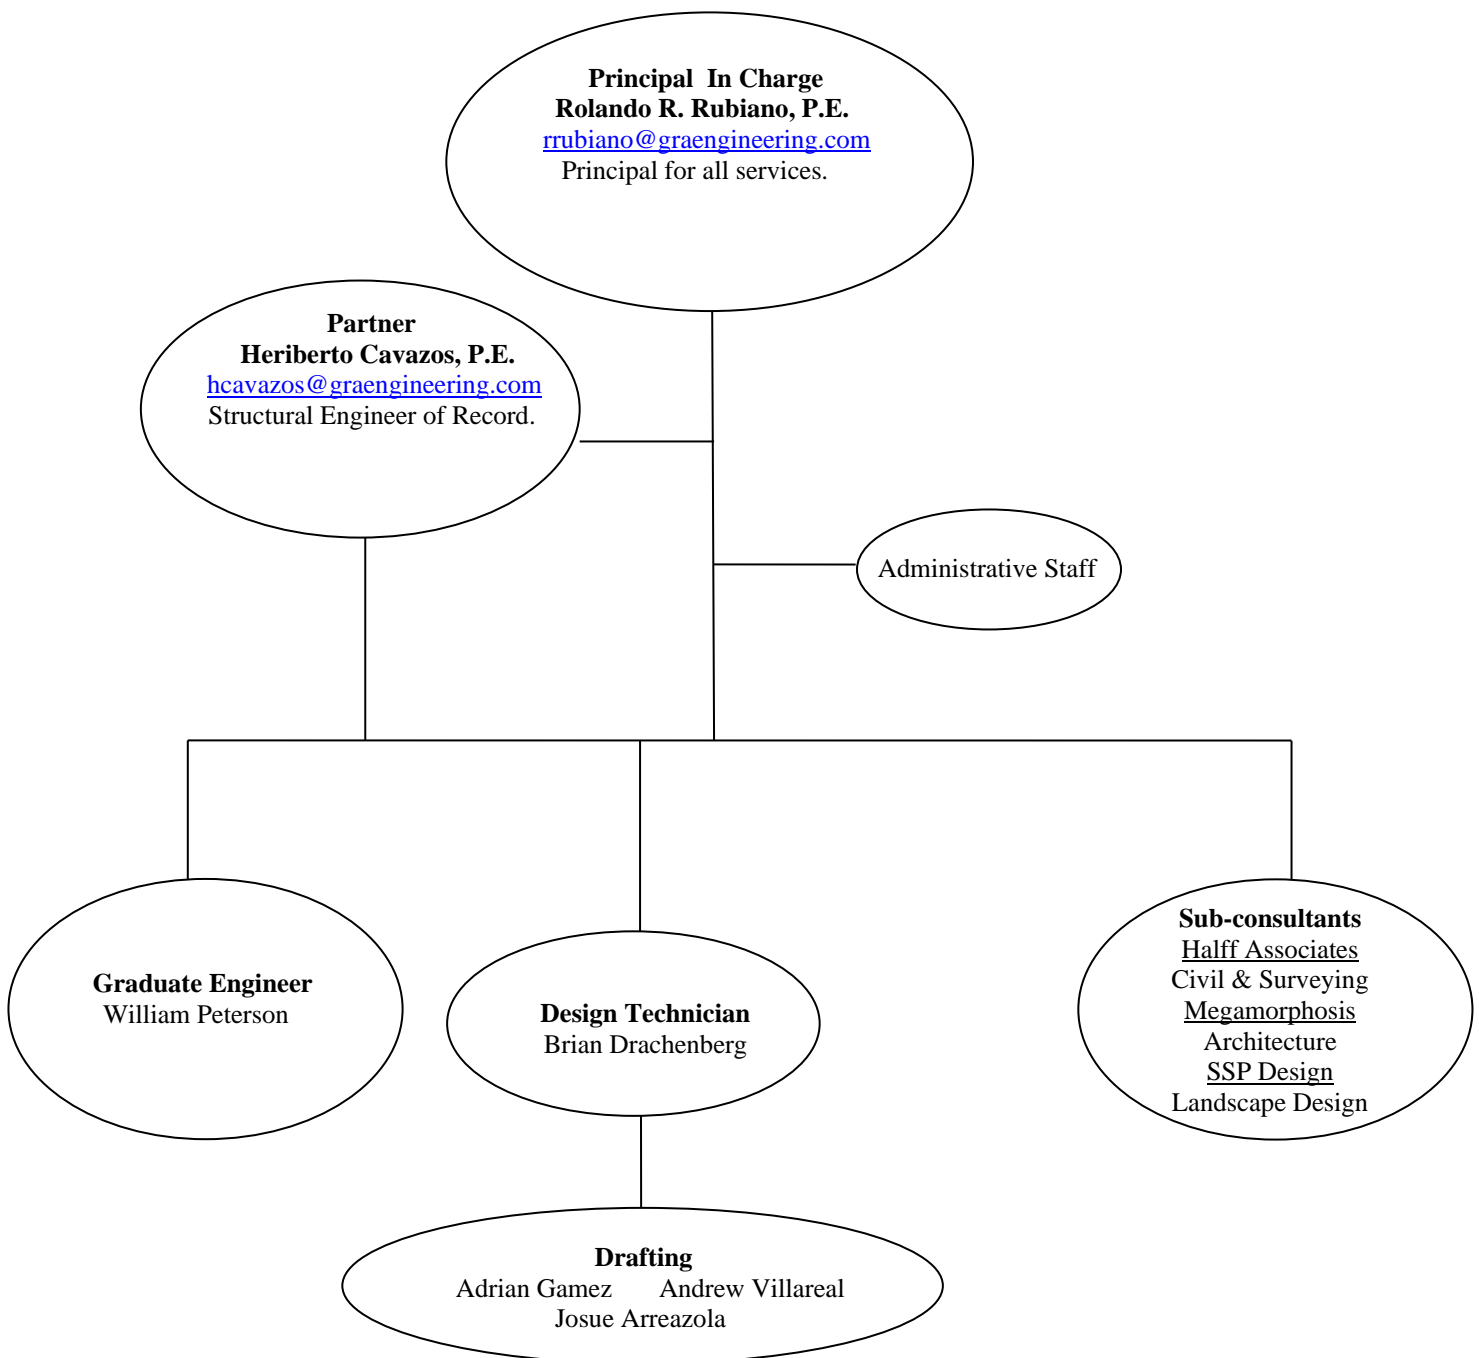 Principal  In Charge
Rolando R. Rubiano, P.E.
rrubiano@graengineering.com
Principal for all services.
Partner
Heriberto Cavazos, P.E.
hcavazos@graengineering.com
Structural Engineer of Record.
Administrative Staff
Graduate Engineer
William Peterson
Design Technician
Brian Drachenberg
Sub-consultants
Halff Associates
Civil & Surveying
Megamorphosis
Architecture
SSP Design
Landscape Design
Drafting
Adrian Gamez       Andrew Villareal
Josue Arreazola